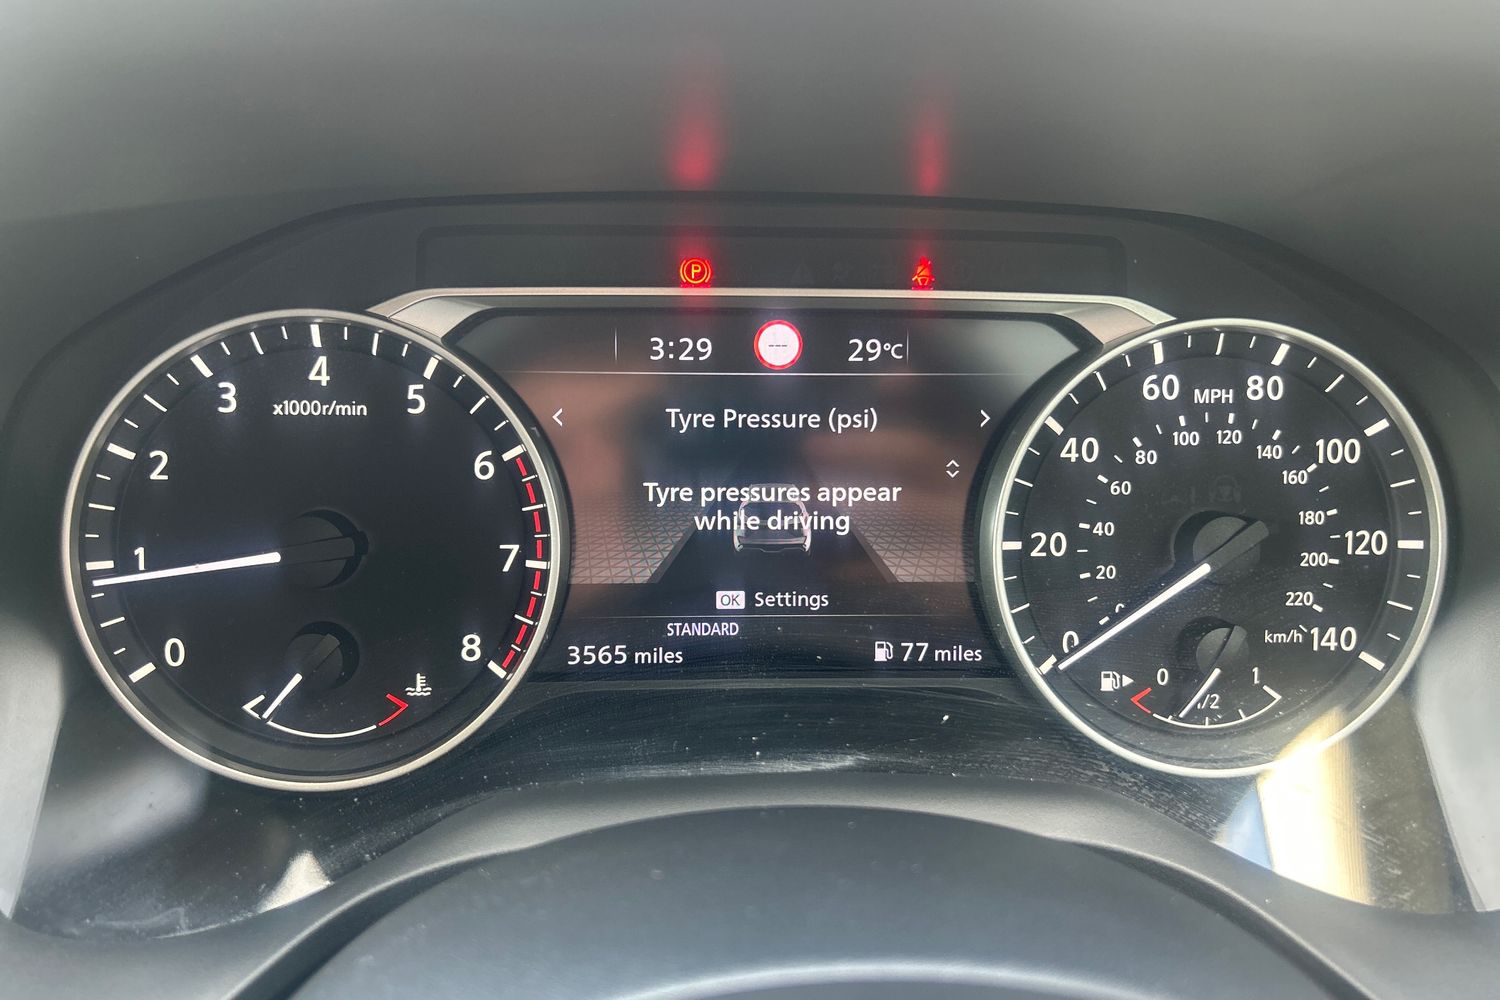 P
3:29
---
29°C
Tyre Pressure (psi)
Tyre pressures appear
while driving
OK Settings
STANDARD
3565 miles
77 miles
0
1
2
3
4
5
6
7
8
x1000r/min
0
20
40
60
80
100
120
140
MPH
0
20
40
60
80
100
120
140
160
180
200
220
km/h
0
1/2
1